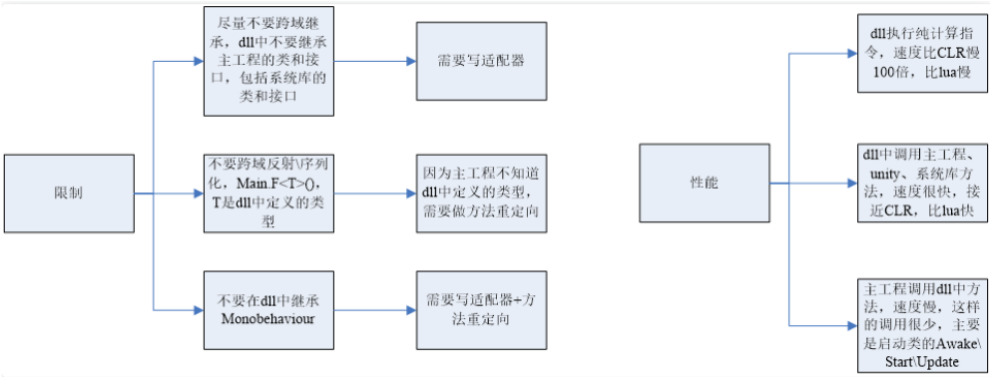 限制
尽量不要跨域继
承，dll中不要继承
主工程的类和接
口，包括系统库的
类和接口
需要写适配器
不要跨域反射\序列
化，Main.F<T>()，
T是dll中定义的类
型
因为主工程不知道
dll中定义的类型，
需要做方法重定向
不要在dll中继承
Monobehaviour
需要写适配器+方
法重定向
性能
dll执行纯计算指
令，速度比CLR慢
100倍，比lua慢
dll中调用主工程、
unity、系统库方
法，速度很快，接
近CLR，比lua快
主工程调用dll中方
法，速度慢，这样
的调用很少，主要
是启动类的Awake\
Start\Update